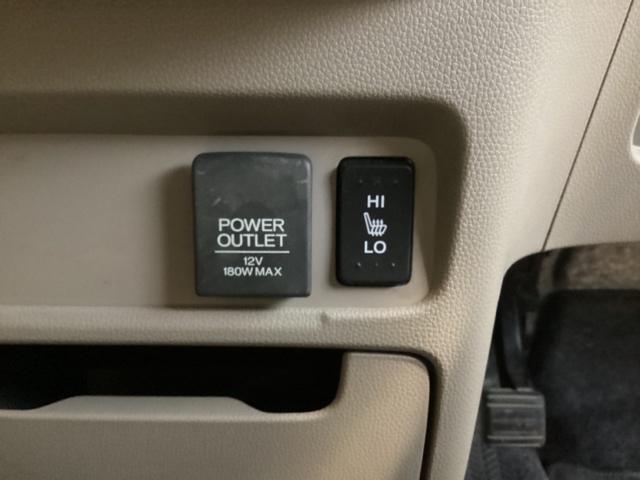 POWER
OUTLET
12V
180W MAX
HI
LO